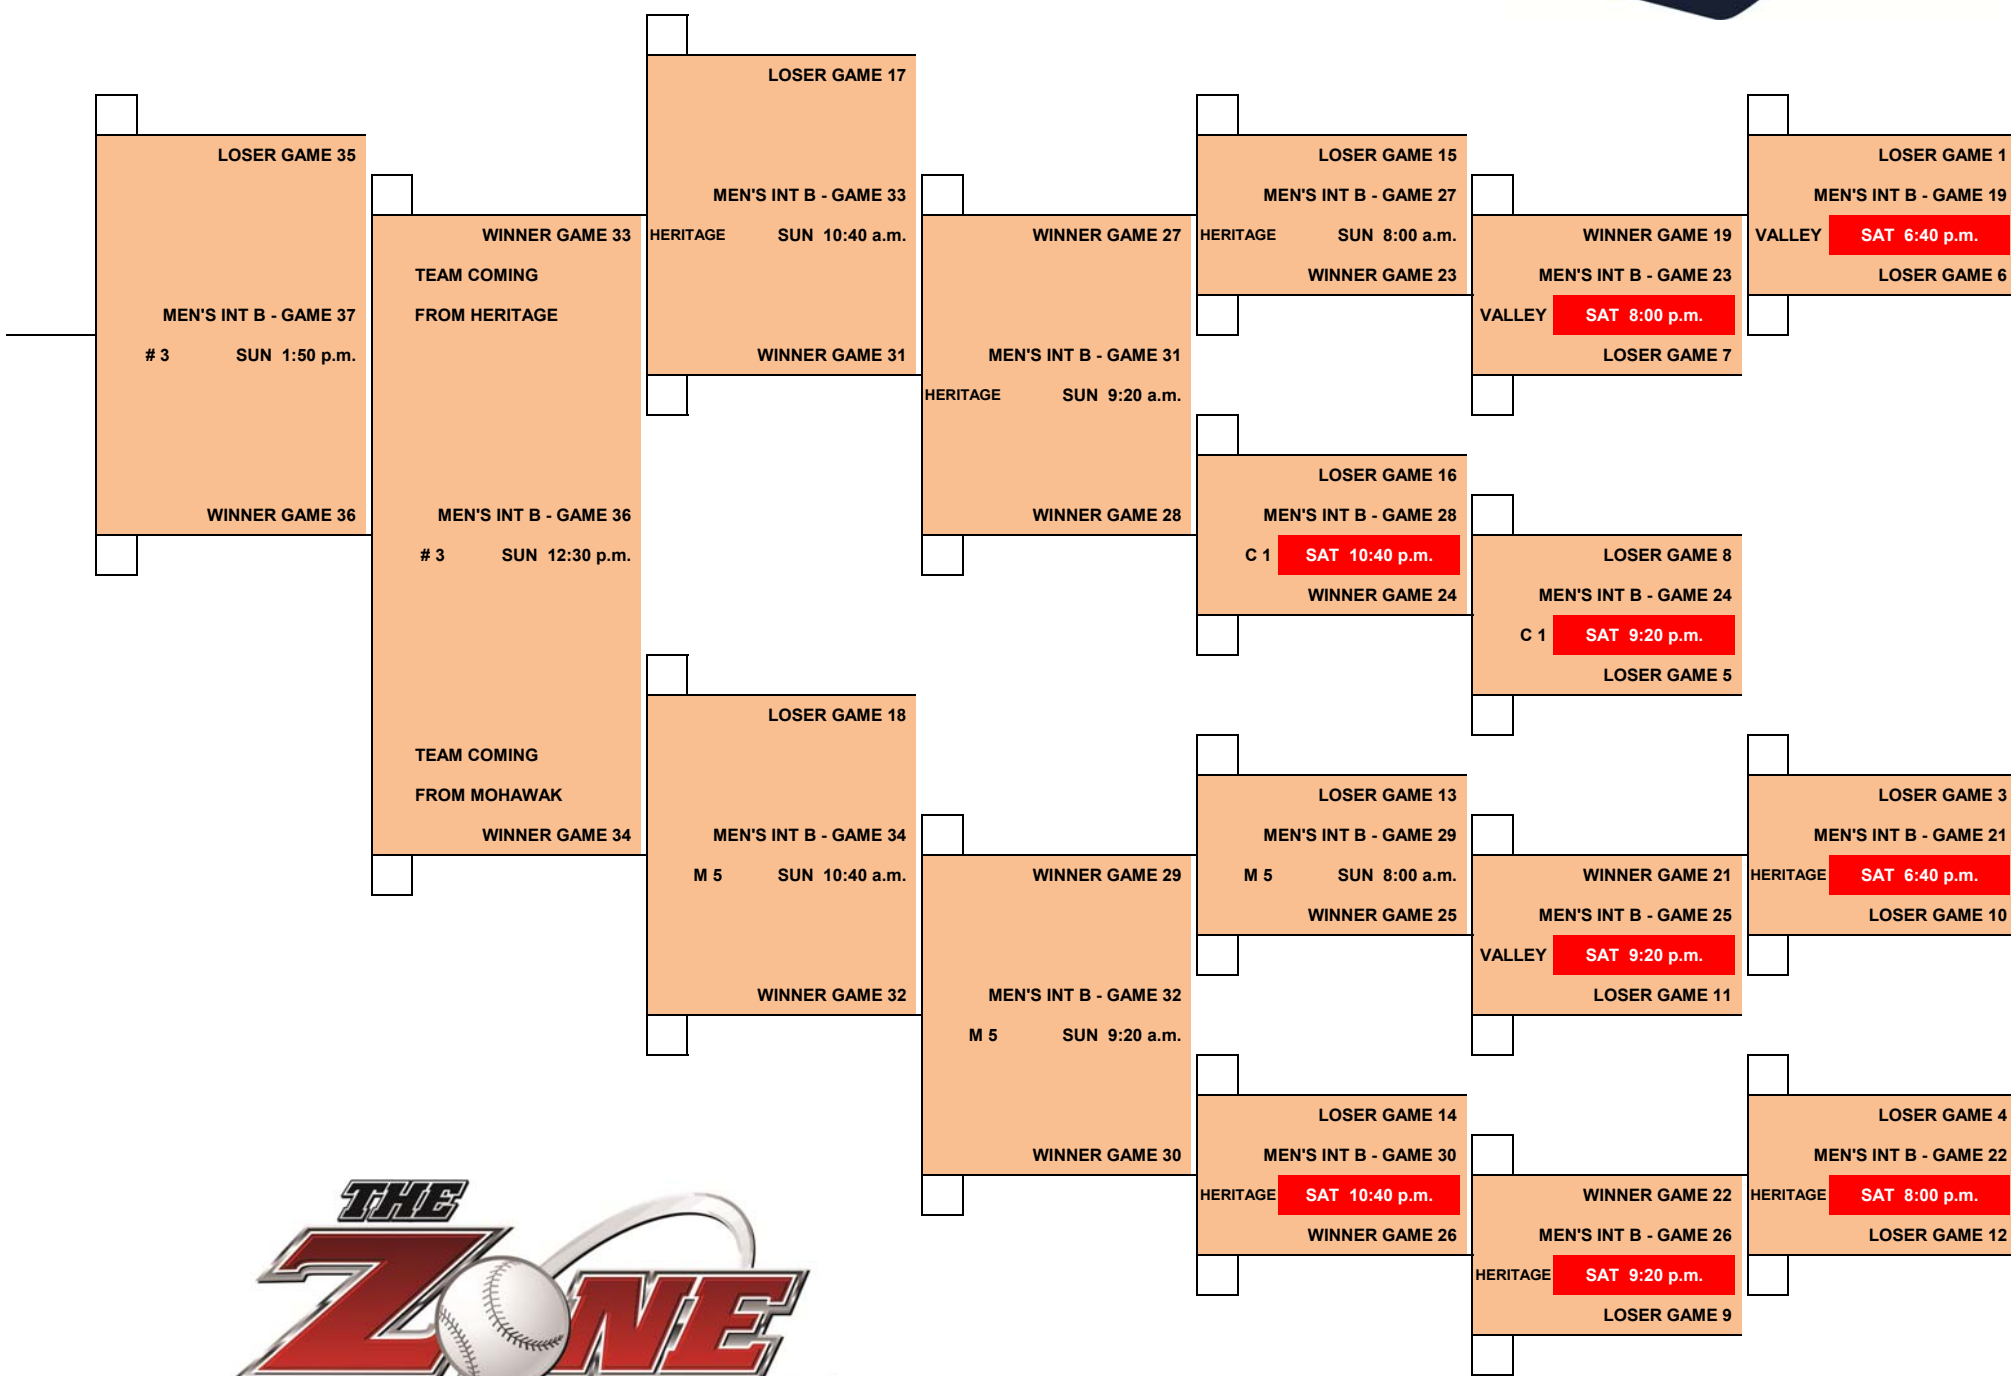 LOSER GAME 35
MEN'S INT B - GAME 37
# 3 SUN 1:50 p.m.
WINNER GAME 36
WINNER GAME 33
TEAM COMING
FROM HERITAGE
MEN'S INT B - GAME 36
# 3 SUN 12:30 p.m.
TEAM COMING
FROM MOHAWAK
WINNER GAME 34
LOSER GAME 17
MEN'S INT B - GAME 33
HERITAGE SUN 10:40 a.m.
WINNER GAME 31
LOSER GAME 18
MEN'S INT B - GAME 34
M 5 SUN 10:40 a.m.
WINNER GAME 32
WINNER GAME 27
MEN'S INT B - GAME 31
HERITAGE SUN 9:20 a.m.
WINNER GAME 28
WINNER GAME 29
MEN'S INT B - GAME 32
M 5 SUN 9:20 a.m.
WINNER GAME 30
LOSER GAME 15
MEN'S INT B - GAME 27
HERITAGE SUN 8:00 a.m.
WINNER GAME 23
LOSER GAME 16
MEN'S INT B - GAME 28
C 1 SAT 10:40 p.m.
WINNER GAME 24
LOSER GAME 13
MEN'S INT B - GAME 29
M 5 SUN 8:00 a.m.
WINNER GAME 25
LOSER GAME 14
MEN'S INT B - GAME 30
HERITAGE SAT 10:40 p.m.
WINNER GAME 26
WINNER GAME 19
MEN'S INT B - GAME 23
VALLEY SAT 8:00 p.m.
LOSER GAME 7
LOSER GAME 8
MEN'S INT B - GAME 24
C 1 SAT 9:20 p.m.
LOSER GAME 5
WINNER GAME 21
MEN'S INT B - GAME 25
VALLEY SAT 9:20 p.m.
LOSER GAME 11
WINNER GAME 22
MEN'S INT B - GAME 26
HERITAGE SAT 9:20 p.m.
LOSER GAME 9
LOSER GAME 1
MEN'S INT B - GAME 19
VALLEY SAT 6:40 p.m.
LOSER GAME 6
LOSER GAME 3
MEN'S INT B - GAME 21
HERITAGE SAT 6:40 p.m.
LOSER GAME 10
LOSER GAME 4
MEN'S INT B - GAME 22
HERITAGE SAT 8:00 p.m.
LOSER GAME 12
THE
ZONE